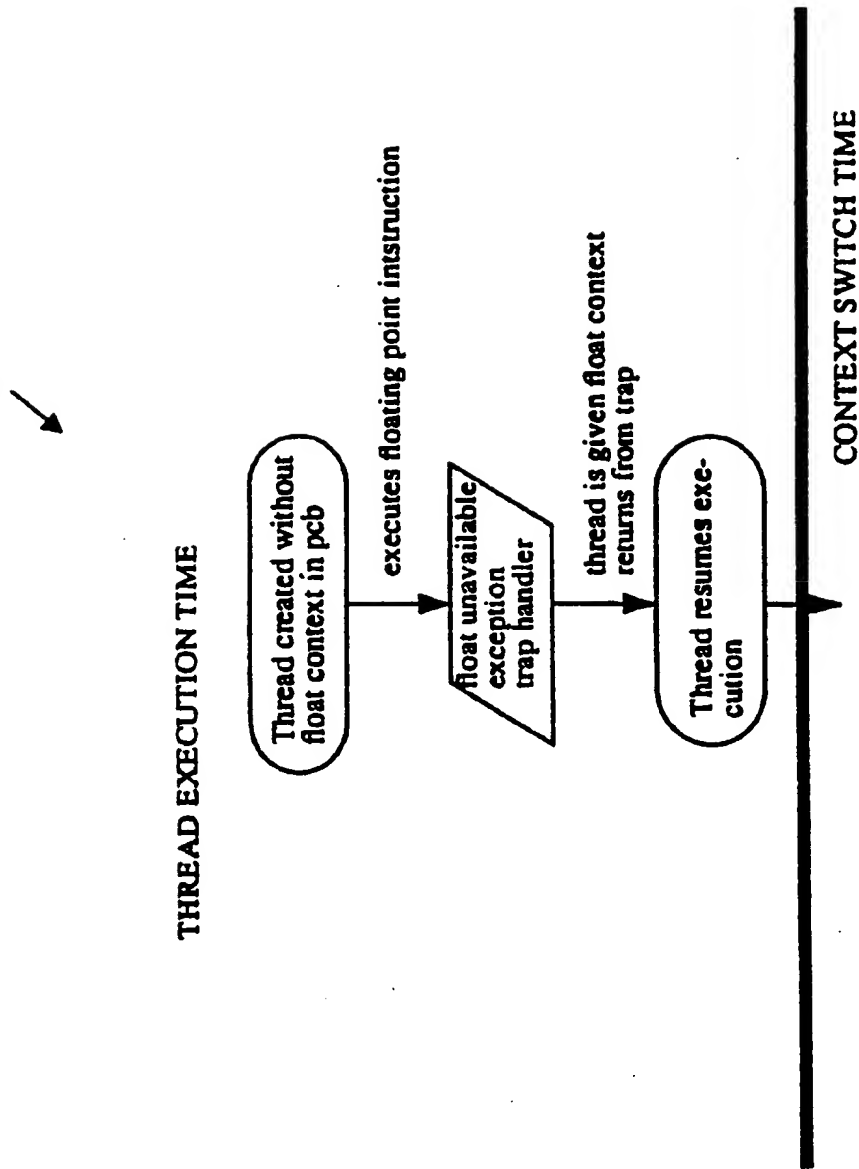 THREAD EXECUTION TIME
Thread created without
float context in pcb
executes floating point intstruction
float unavailable
exception
trap handler
thread is given float context
returns from trap
Thread resumes exe-
cution
CONTEXT SWITCH TIME